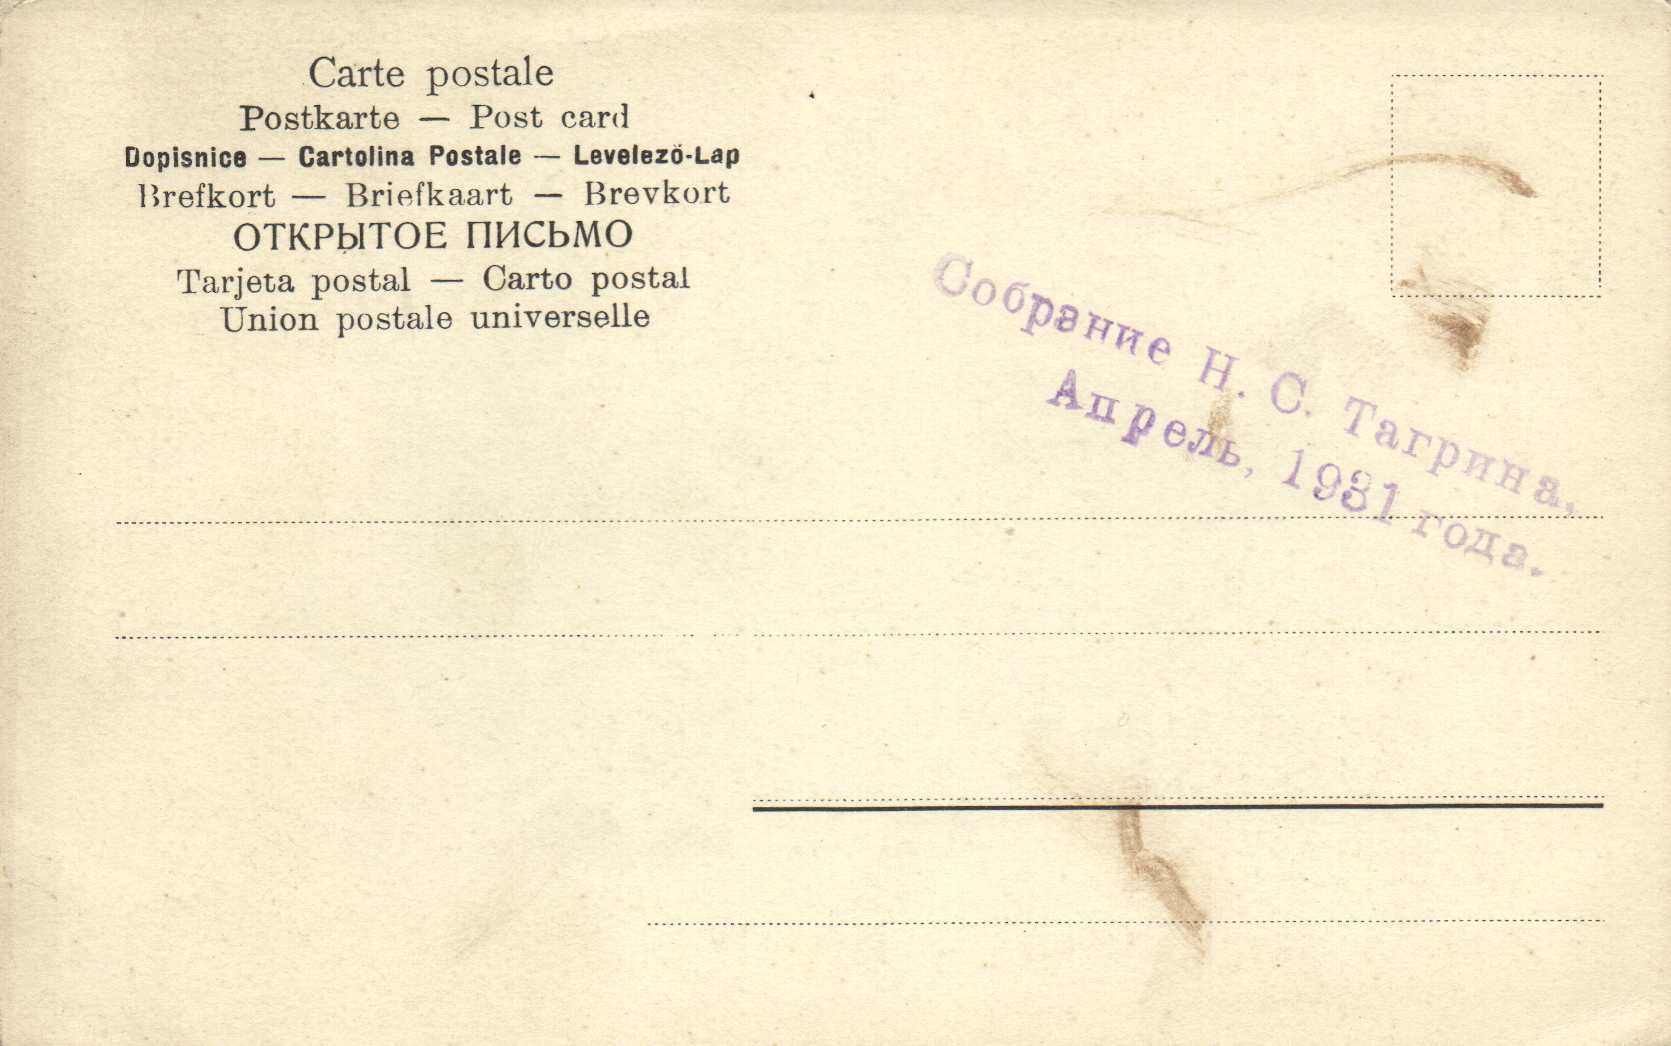 Carte postale
Postkarte — Post card
Dopisnice — Cartolina Postale — Levelező-Lap
Brefkort — Briefkaart — Brevkort
ОТКРЫТОЕ ПИСЬМО
Tarjeta postal — Carto postal
Union postale universelle
Собрание Н. С. Тагрина,
Апрель, 1931 года.